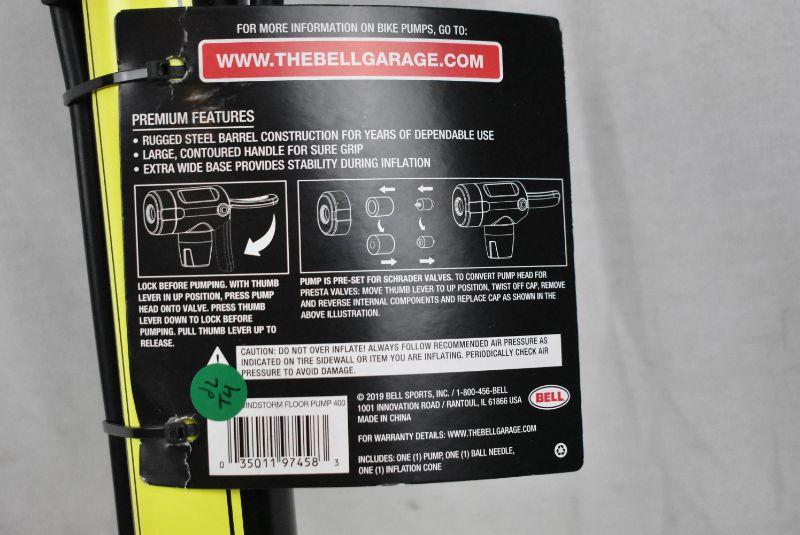 FOR MORE INFORMATION ON BIKE PUMPS, GO TO:
WWW.THEBELLGARAGE.COM
PREMIUM FEATURES
• RUGGED STEEL BARREL CONSTRUCTION FOR YEARS OF DEPENDABLE USE
• LARGE, CONTOURED HANDLE FOR SURE GRIP
• EXTRA WIDE BASE PROVIDES STABILITY DURING INFLATION
LOCK BEFORE PUMPING. WITH THUMB
LEVER IN UP POSITION, PRESS PUMP
HEAD ONTO VALVE. PRESS THUMB
LEVER DOWN TO LOCK BEFORE
PUMPING. PULL THUMB LEVER UP TO
RELEASE.
PUMP IS PRE-SET FOR SCHRADER VALVES. TO CONVERT PUMP HEAD FOR
PRESTA VALVES: MOVE THUMB LEVER TO UP POSITION, TWIST OFF CAP, REMOVE
AND REVERSE INTERNAL COMPONENTS AND REPLACE CAP AS SHOWN IN THE
ABOVE ILLUSTRATION.
CAUTION: DO NOT OVER INFLATE! ALWAYS FOLLOW RECOMMENDED AIR PRESSURE AS
INDICATED ON TIRE SIDEWALL OR ITEM YOU ARE INFLATING. PERIODICALLY CHECK AIR
PRESSURE TO AVOID DAMAGE.
INDSTORM FLOOR PUMP 400
0 35011 97458 3
© 2019 BELL SPORTS, INC. / 1-800-456-BELL
1001 INNOVATION ROAD / RANTOUL, IL 61866 USA
MADE IN CHINA
BELL
FOR WARRANTY DETAILS: WWW.THEBELLGARAGE.COM
INCLUDES: ONE (1) PUMP, ONE (1) BALL NEEDLE,
ONE (1) INFLATION CONE